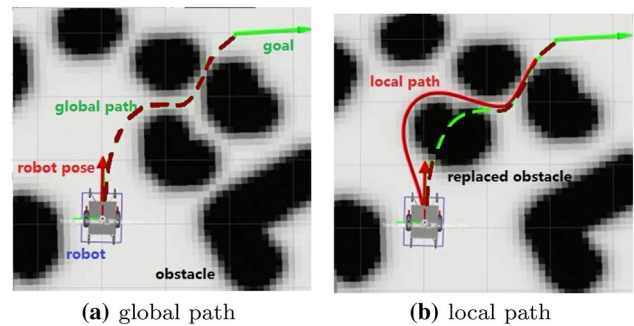 goal
global path
robot pose
robot
obstacle
(a) global path
local path
replaced obstacle
(b) local path